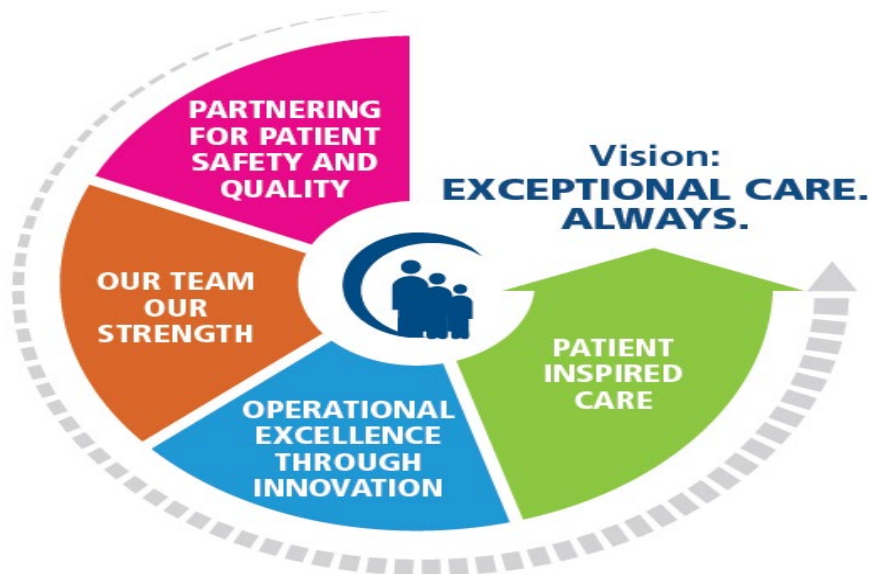 PARTNERING
FOR PATIENT
SAFETY AND
QUALITY
Vision:
EXCEPTIONAL CARE.
ALWAYS.
OUR TEAM
OUR
STRENGTH
PATIENT
INSPIRED
CARE
OPERATIONAL
EXCELLENCE
THROUGH
INNOVATION